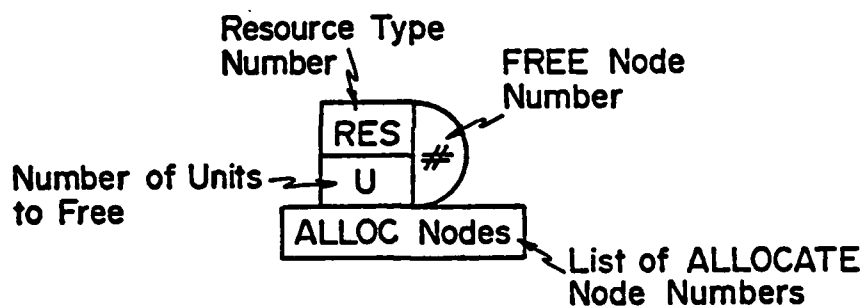 Resource Type
Number
FREE Node
Number
RES
#
Number of Units
to Free
U
ALLOC Nodes
List of ALLOCATE
Node Numbers